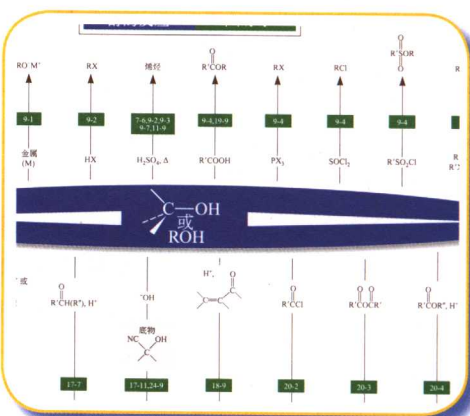 RO⁻M⁺ RX 烯烃 R'COR RX RCl R'SOR
O O O
9-1 9-2 7-6,9-2,9-3 9-4,19-9 9-4 9-4 9-4
9-7,11-9
金属 HX H₂SO₄, Δ R'COOH PX₃ SOCl₂ R'SO₂Cl
(M)
C—OH
或
ROH
或 R'CH(R''), H⁺ ⁻OH H⁺, R'CCl R'COCR' R'COR'', H⁺
O O O O O O
底物
NC OH
C
17-7 17-11,24-9 18-9 20-2 20-3 20-4